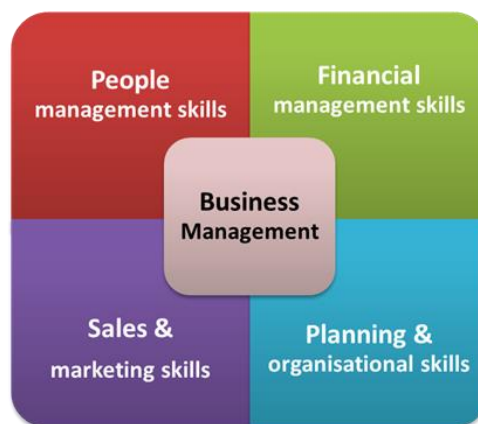 People
management skills
Financial
management skills
Business
Management
Sales &
marketing skills
Planning &
organisational skills